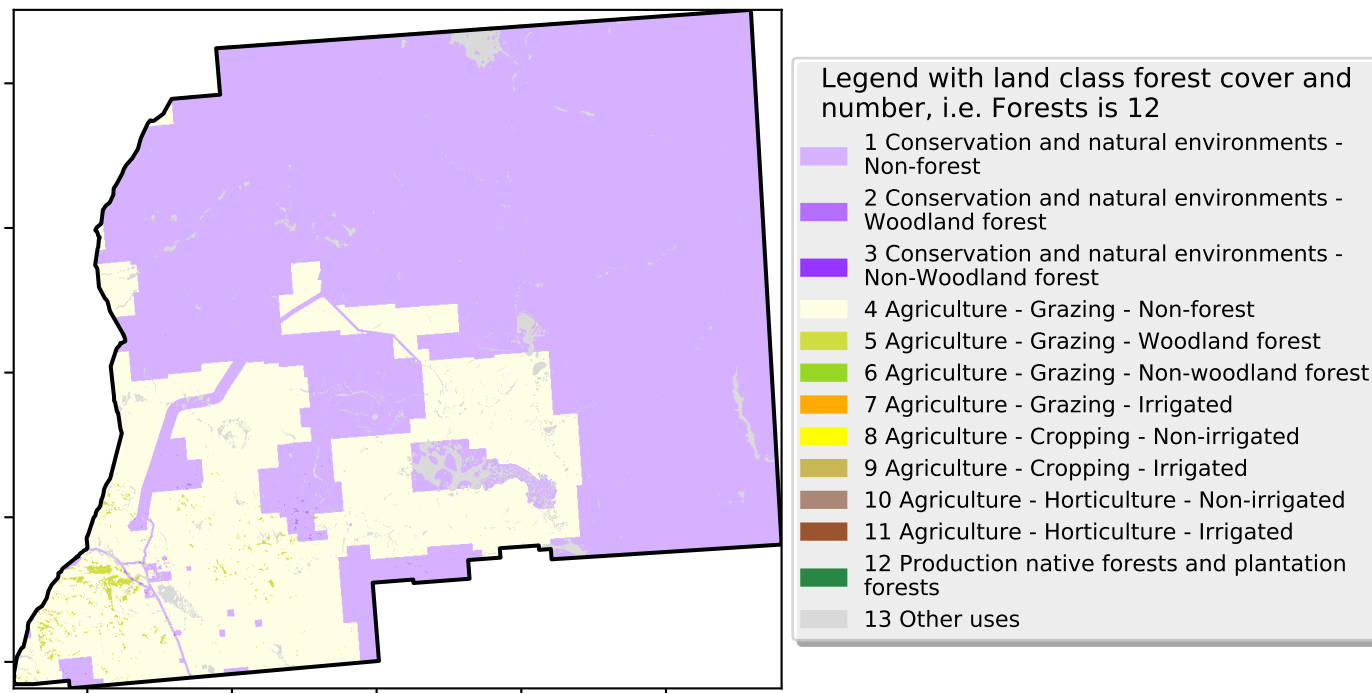 Legend with land class forest cover and
number, i.e. Forests is 12
1 Conservation and natural environments -
Non-forest
2 Conservation and natural environments -
Woodland forest
3 Conservation and natural environments -
Non-Woodland forest
4 Agriculture - Grazing - Non-forest
5 Agriculture - Grazing - Woodland forest
6 Agriculture - Grazing - Non-woodland forest
7 Agriculture - Grazing - Irrigated
8 Agriculture - Cropping - Non-irrigated
9 Agriculture - Cropping - Irrigated
10 Agriculture - Horticulture - Non-irrigated
11 Agriculture - Horticulture - Irrigated
12 Production native forests and plantation
forests
13 Other uses